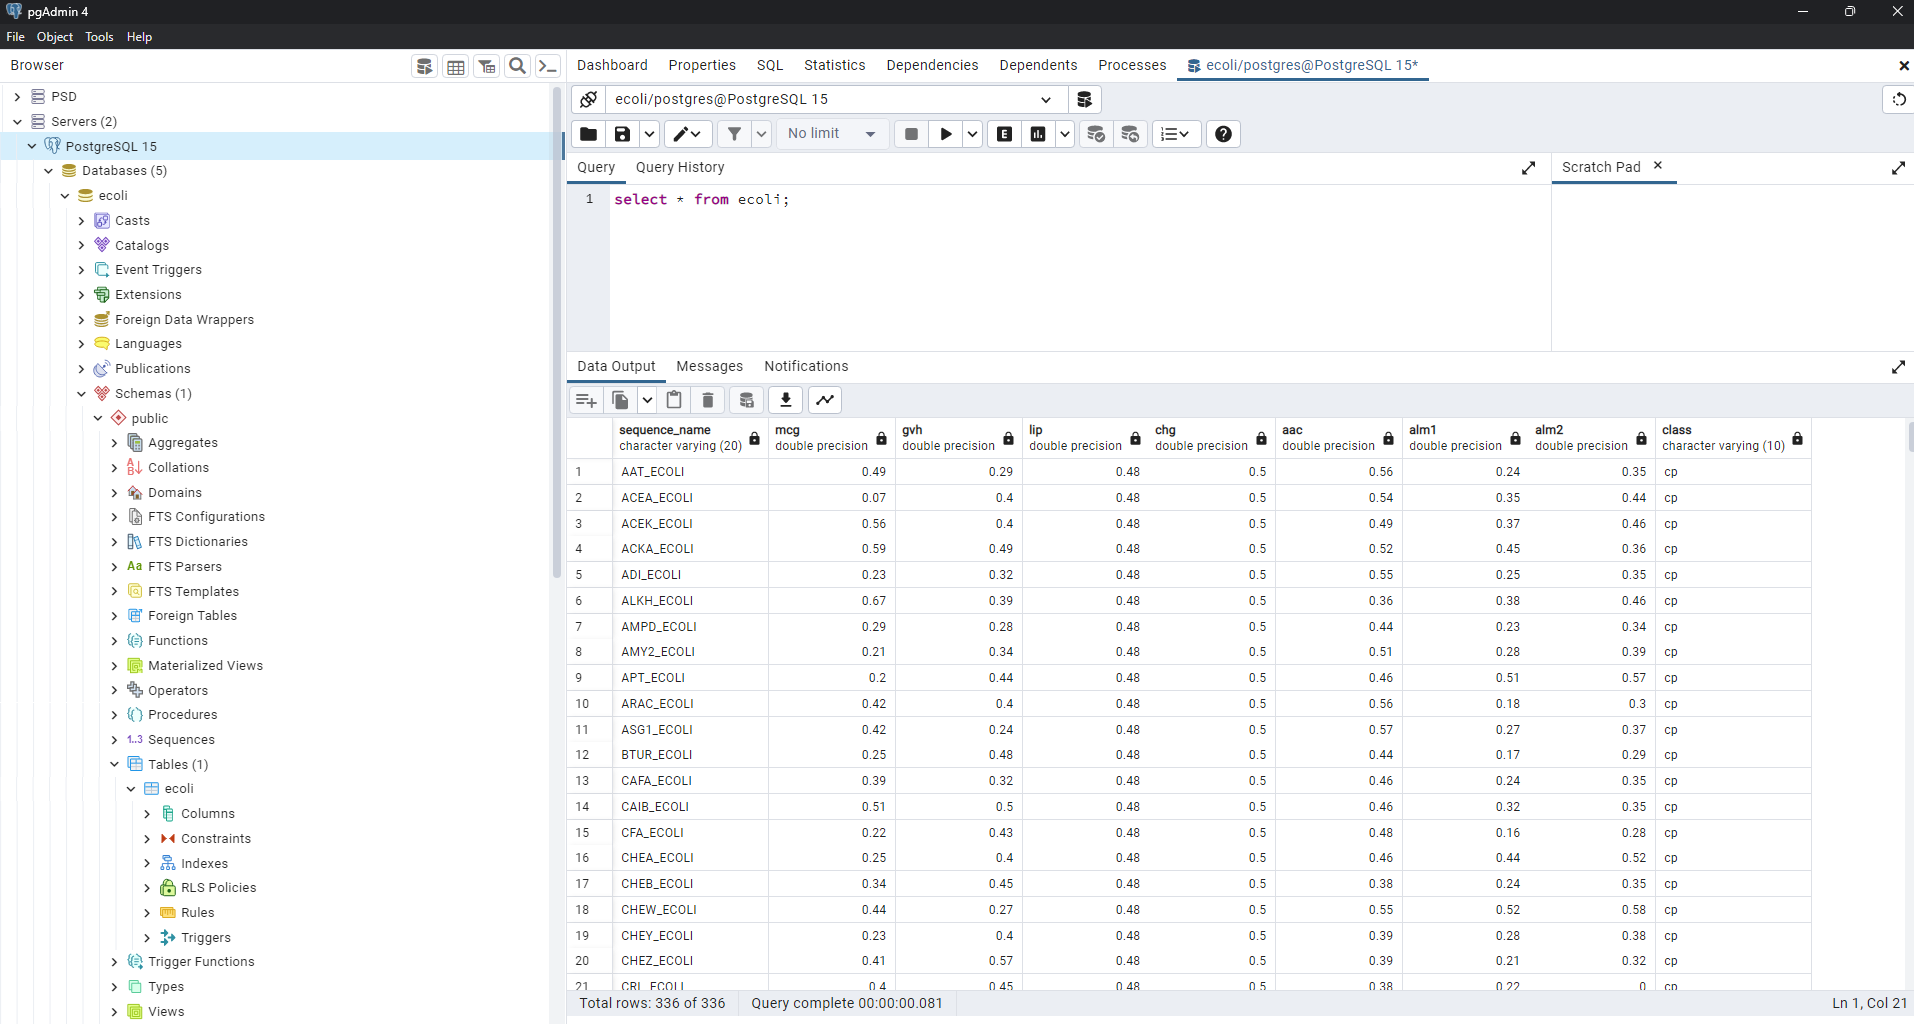 pgAdmin 4
File Object Tools Help
Browser
PSD
Servers (2)
PostgreSQL 15
Databases (5)
ecoli
Casts
Catalogs
Event Triggers
Extensions
Foreign Data Wrappers
Languages
Publications
Schemas (1)
public
Aggregates
Collations
Domains
FTS Configurations
FTS Dictionaries
Aa FTS Parsers
FTS Templates
Foreign Tables
Functions
Materialized Views
Operators
Procedures
1..3 Sequences
Tables (1)
ecoli
Columns
Constraints
Indexes
RLS Policies
Rules
Triggers
Trigger Functions
Types
Views
Dashboard Properties SQL Statistics Dependencies Dependents Processes ecoli/postgres@PostgreSQL 15*
ecoli/postgres@PostgreSQL 15
No limit E
Query Query History Scratch Pad
1 select * from ecoli;
Data Output Messages Notifications
sequence_name mcg gvh lip chg aac alm1 alm2 class
character varying (20) double precision double precision double precision double precision double precision double precision double precision character varying (10)
1 AAT_ECOLI 0.49 0.29 0.48 0.5 0.56 0.24 0.35 cp
2 ACEA_ECOLI 0.07 0.4 0.48 0.5 0.54 0.35 0.44 cp
3 ACEK_ECOLI 0.56 0.4 0.48 0.5 0.49 0.37 0.46 cp
4 ACKA_ECOLI 0.59 0.49 0.48 0.5 0.52 0.45 0.36 cp
5 ADI_ECOLI 0.23 0.32 0.48 0.5 0.55 0.25 0.35 cp
6 ALKH_ECOLI 0.67 0.39 0.48 0.5 0.36 0.38 0.46 cp
7 AMPD_ECOLI 0.29 0.28 0.48 0.5 0.44 0.23 0.34 cp
8 AMY2_ECOLI 0.21 0.34 0.48 0.5 0.51 0.28 0.39 cp
9 APT_ECOLI 0.2 0.44 0.48 0.5 0.46 0.51 0.57 cp
10 ARAC_ECOLI 0.42 0.4 0.48 0.5 0.56 0.18 0.3 cp
11 ASG1_ECOLI 0.42 0.24 0.48 0.5 0.57 0.27 0.37 cp
12 BTUR_ECOLI 0.25 0.48 0.48 0.5 0.44 0.17 0.29 cp
13 CAFA_ECOLI 0.39 0.32 0.48 0.5 0.46 0.24 0.35 cp
14 CAIB_ECOLI 0.51 0.5 0.48 0.5 0.46 0.32 0.35 cp
15 CFA_ECOLI 0.22 0.43 0.48 0.5 0.48 0.16 0.28 cp
16 CHEA_ECOLI 0.25 0.4 0.48 0.5 0.46 0.44 0.52 cp
17 CHEB_ECOLI 0.34 0.45 0.48 0.5 0.38 0.24 0.35 cp
18 CHEW_ECOLI 0.44 0.27 0.48 0.5 0.55 0.52 0.58 cp
19 CHEY_ECOLI 0.23 0.4 0.48 0.5 0.39 0.28 0.38 cp
20 CHEZ_ECOLI 0.41 0.57 0.48 0.5 0.39 0.21 0.32 cp
21 CRL_ECOLI 0.4 0.45 0.48 0.5 0.38 0.22 0 cp
Total rows: 336 of 336 Query complete 00:00:00.081 Ln 1, Col 21